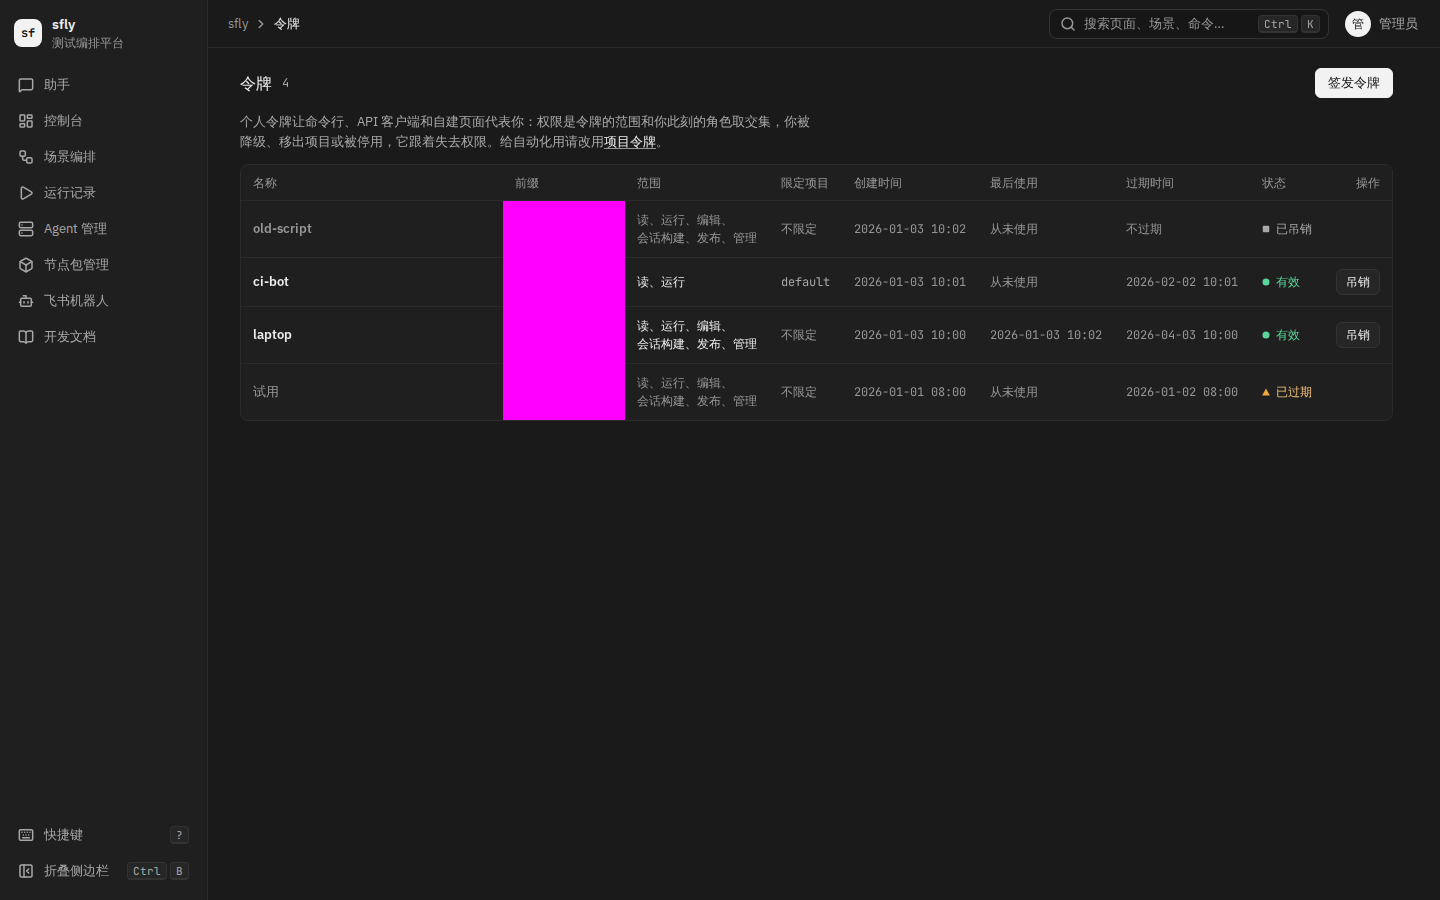 sf
sfly
测试编排平台
助手
控制台
场景编排
运行记录
Agent 管理
节点包管理
飞书机器人
开发文档
快捷键 ?
折叠侧边栏 Ctrl B
sfly > 令牌
搜索页面、场景、命令... Ctrl K
管 管理员
令牌 4
签发令牌
个人令牌让命令行、API 客户端和自建页面代表你：权限是令牌的范围和你此刻的角色取交集，你被
降级、移出项目或被停用，它跟着失去权限。给自动化用请改用项目令牌。
名称 前缀 范围 限定项目 创建时间 最后使用 过期时间 状态 操作
old-script 读、运行、编辑、
会话构建、发布、管理 不限定 2026-01-03 10:02 从未使用 不过期 已吊销
ci-bot 读、运行 default 2026-01-03 10:01 从未使用 2026-02-02 10:01 有效 吊销
laptop 读、运行、编辑、
会话构建、发布、管理 不限定 2026-01-03 10:00 2026-01-03 10:02 2026-04-03 10:00 有效 吊销
试用 读、运行、编辑、
会话构建、发布、管理 不限定 2026-01-01 08:00 从未使用 2026-01-02 08:00 已过期